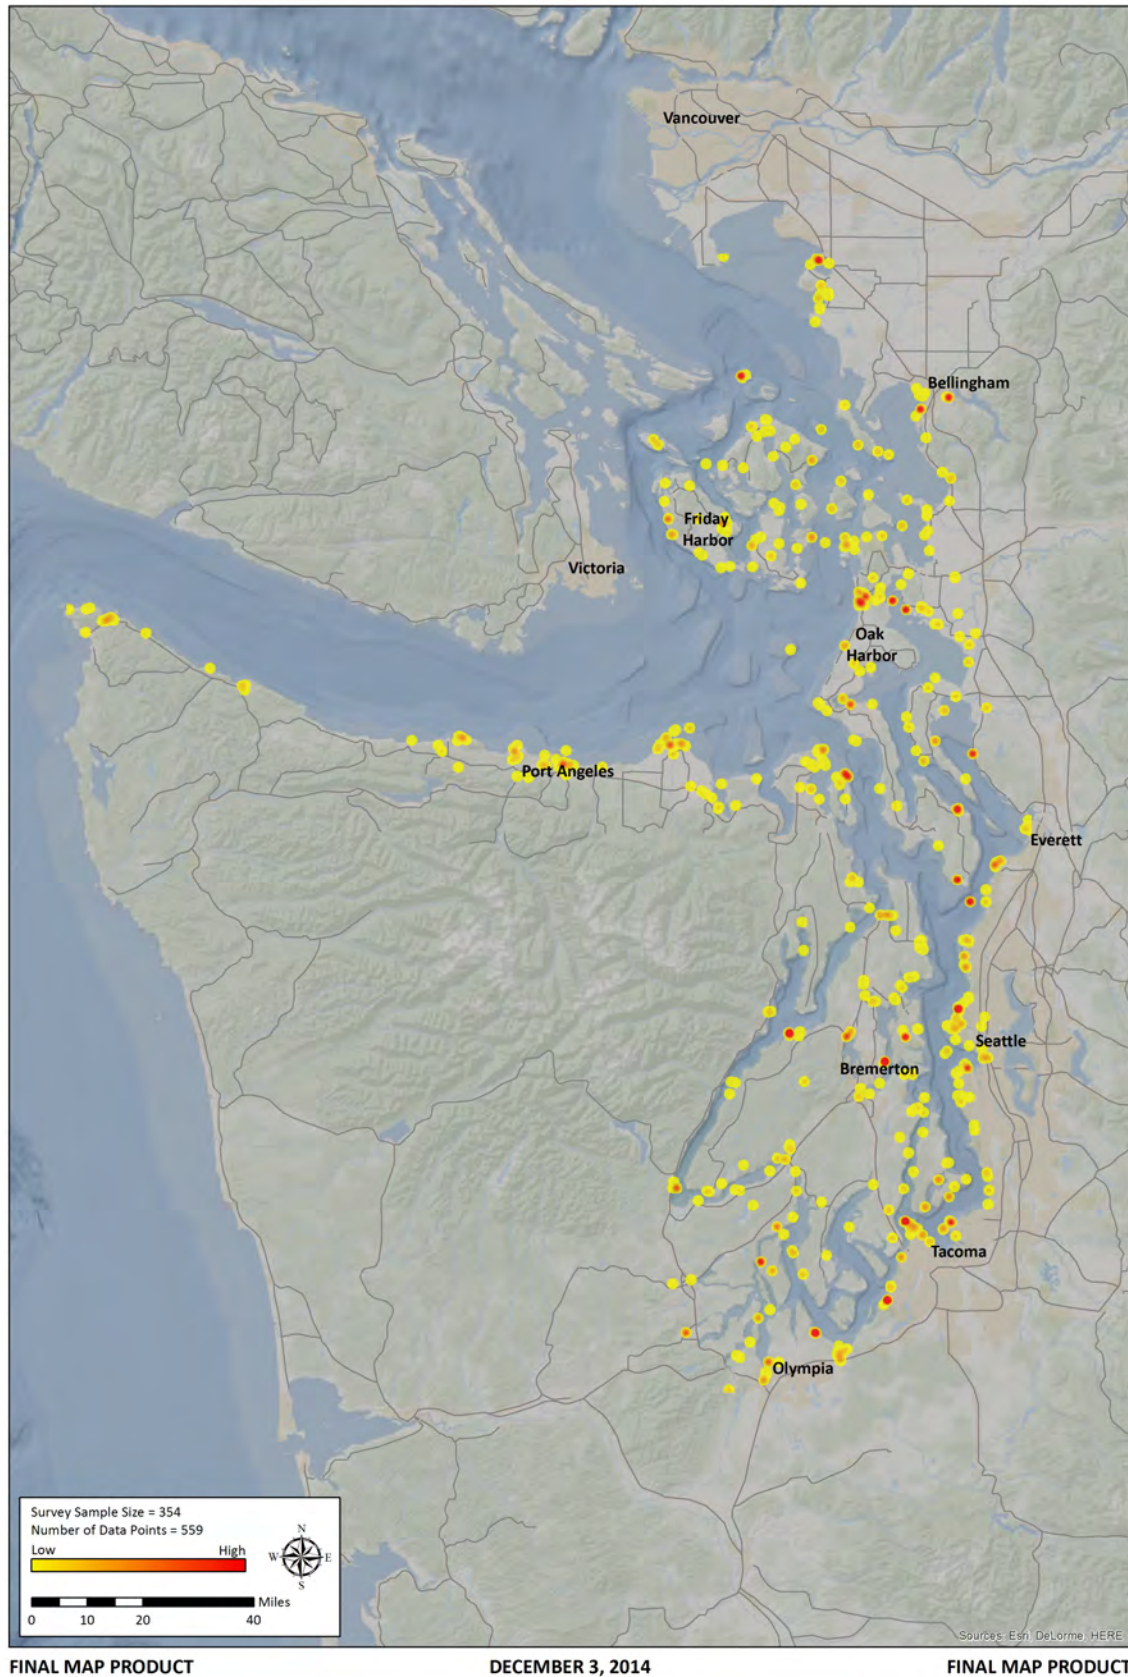 Vancouver
Bellingham
Friday
Harbor
Victoria
Oak
Harbor
Port Angeles
Everett
Seattle
Bremerton
Tacoma
Olympia
Survey Sample Size = 354
Number of Data Points = 559
Low High
N
W E
S
Miles
0 10 20 40
Sources: Esri, DeLorme, HERE
FINAL MAP PRODUCT DECEMBER 3, 2014 FINAL MAP PRODUCT